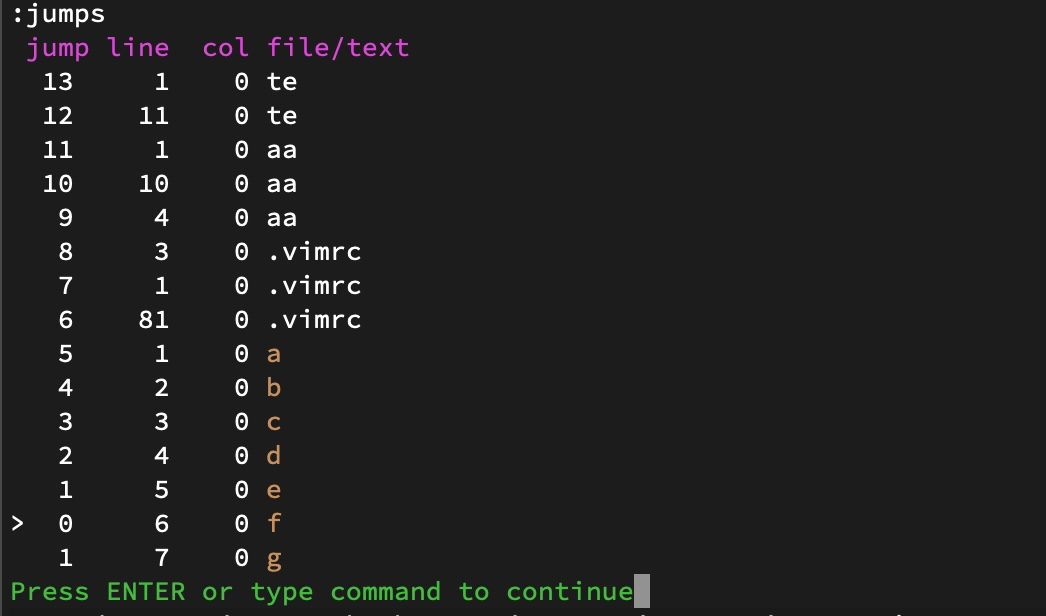 :jumps
 jump line  col file/text
  13     1    0 te
  12    11    0 te
  11     1    0 aa
  10    10    0 aa
   9     4    0 aa
   8     3    0 .vimrc
   7     1    0 .vimrc
   6    81    0 .vimrc
   5     1    0 a
   4     2    0 b
   3     3    0 c
   2     4    0 d
   1     5    0 e
>  0     6    0 f
   1     7    0 g
Press ENTER or type command to continue